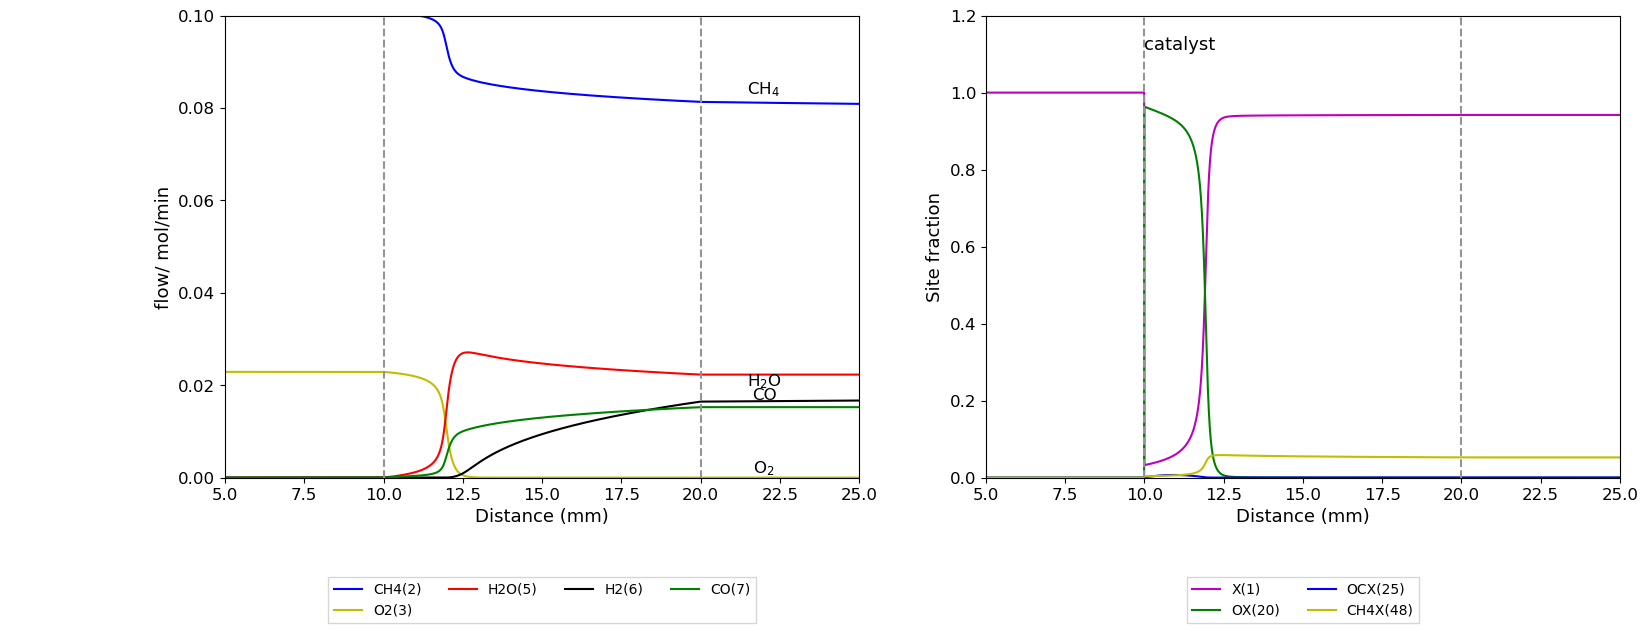 0.10
0.08
0.06
0.04
0.02
0.00
flow/ mol/min
CH₄
H₂O
CO
O₂
5.0 7.5 10.0 12.5 15.0 17.5 20.0 22.5 25.0
Distance (mm)
CH4(2) H2O(5) H2(6) CO(7)
O2(3)
1.2
1.0
0.8
0.6
0.4
0.2
0.0
Site fraction
catalyst
5.0 7.5 10.0 12.5 15.0 17.5 20.0 22.5 25.0
Distance (mm)
X(1) OCX(25)
OX(20) CH4X(48)